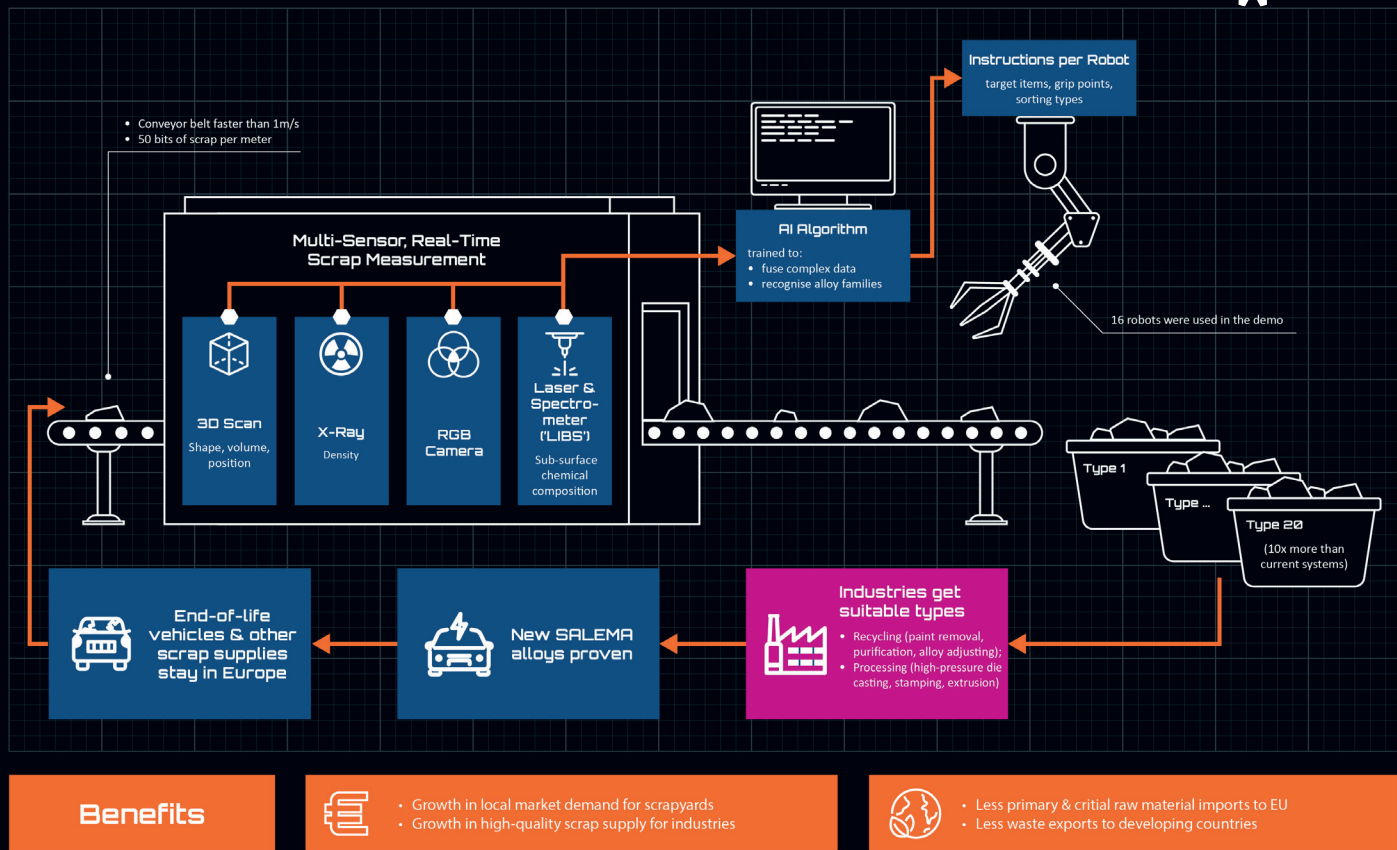 Instructions per Robot
target items, grip points,
sorting types
• Conveyor belt faster than 1m/s
• 50 bits of scrap per meter
AI Algorithm
trained to:
• fuse complex data
• recognise alloy families
Multi-Sensor, Real-Time
Scrap Measurement
16 robots were used in the demo
3D Scan
Shape, volume,
position
X-Ray
Density
RGB
Camera
Laser &
Spectro-
meter
('LIBS')
Sub-surface
chemical
composition
Type 1
Type ...
Type 20
(10x more than
current systems)
End-of-life
vehicles & other
scrap supplies
stay in Europe
New SALEMA
alloys proven
Industries get
suitable types
• Recycling (paint removal,
purification, alloy adjusting);
• Processing (high-pressure die
casting, stamping, extrusion)
Benefits
• Growth in local market demand for scrapyards
• Growth in high-quality scrap supply for industries
• Less primary & critial raw material imports to EU
• Less waste exports to developing countries